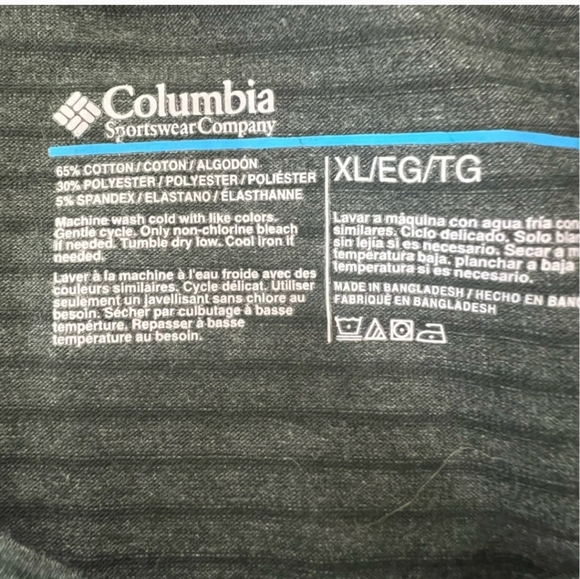 Columbia
Sportswear Company
65% COTTON / COTON / ALGODÓN
30% POLYESTER / POLYESTER / POLIÉSTER
5% SPANDEX / ELASTANO / ÉLASTHANNE
Machine wash cold with like colors.
Gentle cycle. Only non-chlorine bleach
if needed. Tumble dry low. Cool iron if
needed.
Laver à la machine à l'eau froide avec des
couleurs similaires. Cycle délicat. Utiliser
seulement un javellisant sans chlore au
besoin. Sécher par culbutage à basse
tempérture. Repasser à basse
température au besoin.
XL/EG/TG
Lavar a máquina con agua fría con
similares. Ciclo delicado. Solo
sin lejía si es necesario. Secar a
temperatura baja. planchar a baja
temperatura si es necesario.
MADE IN BANGLADESH / HECHO EN
FABRIQUÉ EN BANGLADESH